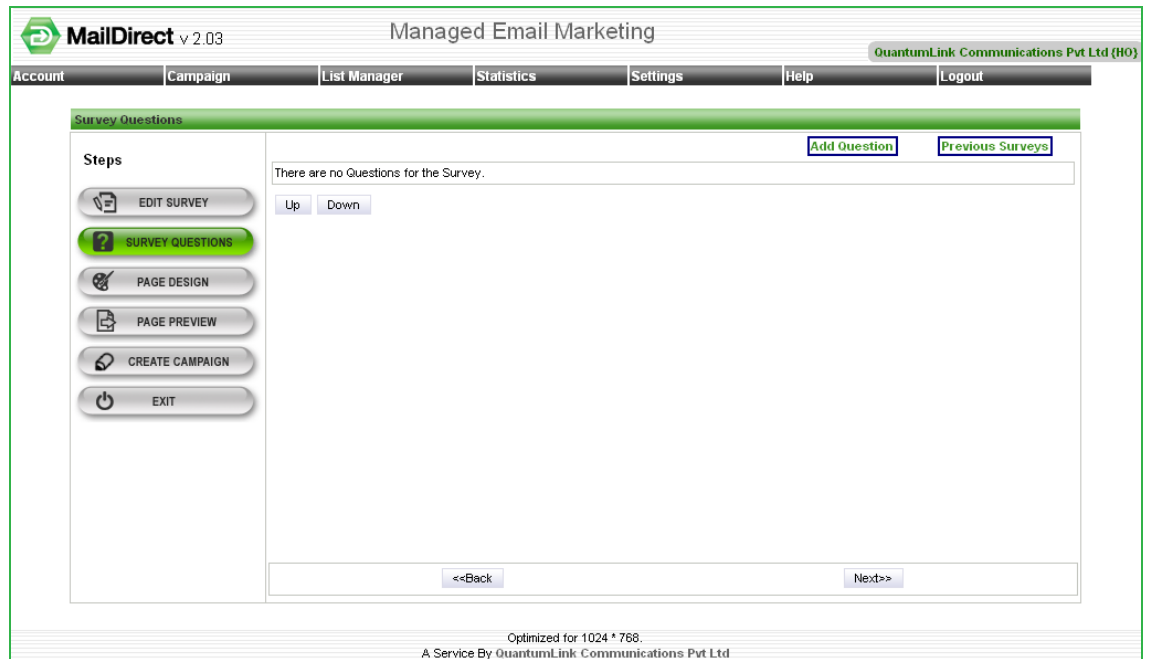 MailDirect v 2.03
Managed Email Marketing
QuantumLink Communications Pvt Ltd {HO}
Account Campaign List Manager Statistics Settings Help Logout
Survey Questions
Steps
Add Question Previous Surveys
There are no Questions for the Survey.
Up Down
EDIT SURVEY
SURVEY QUESTIONS
PAGE DESIGN
PAGE PREVIEW
CREATE CAMPAIGN
EXIT
<<Back Next>>
Optimized for 1024 * 768.
A Service By QuantumLink Communications Pvt Ltd